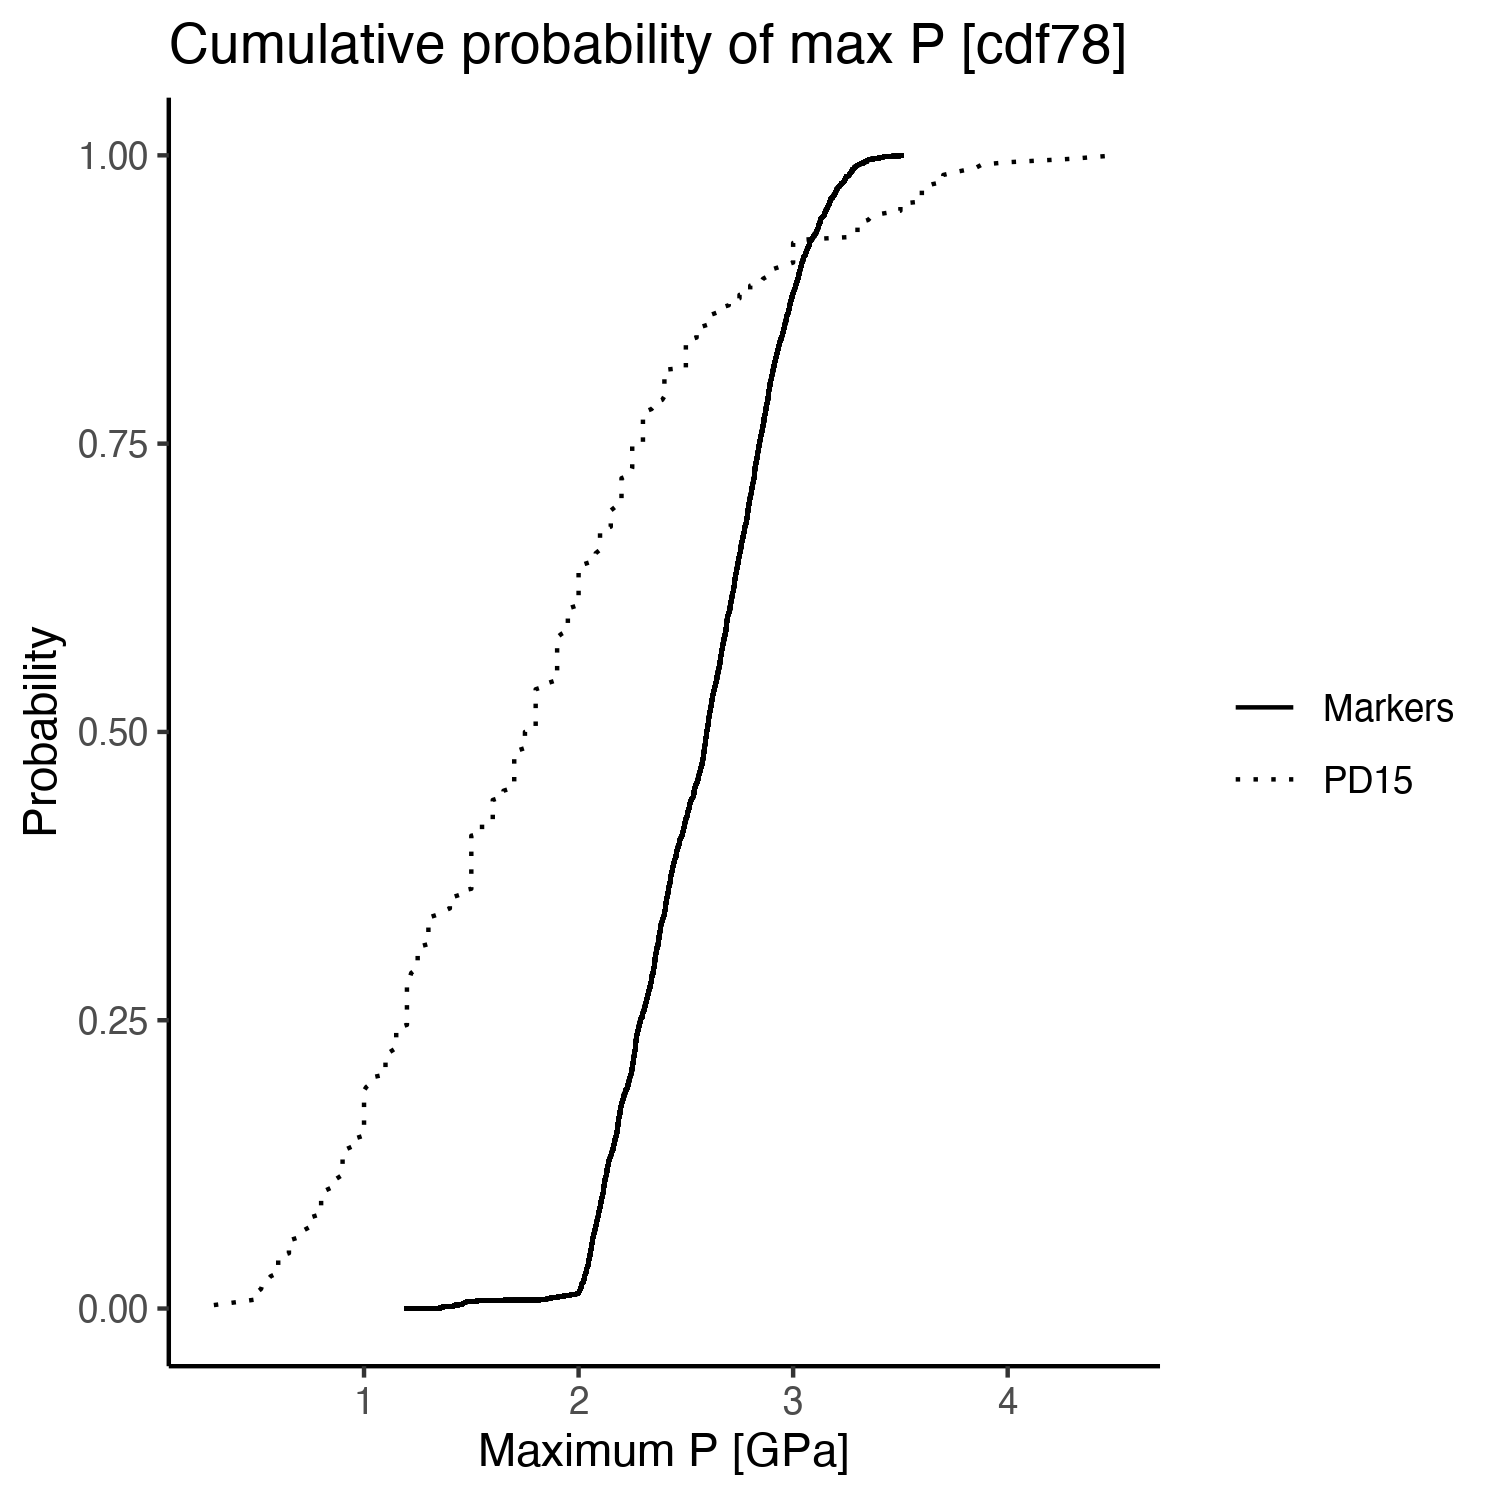 Cumulative probability of max P [cdf78]
1.00
0.75
0.50
0.25
0.00
Probability
1 2 3 4
Maximum P [GPa]
Markers
PD15